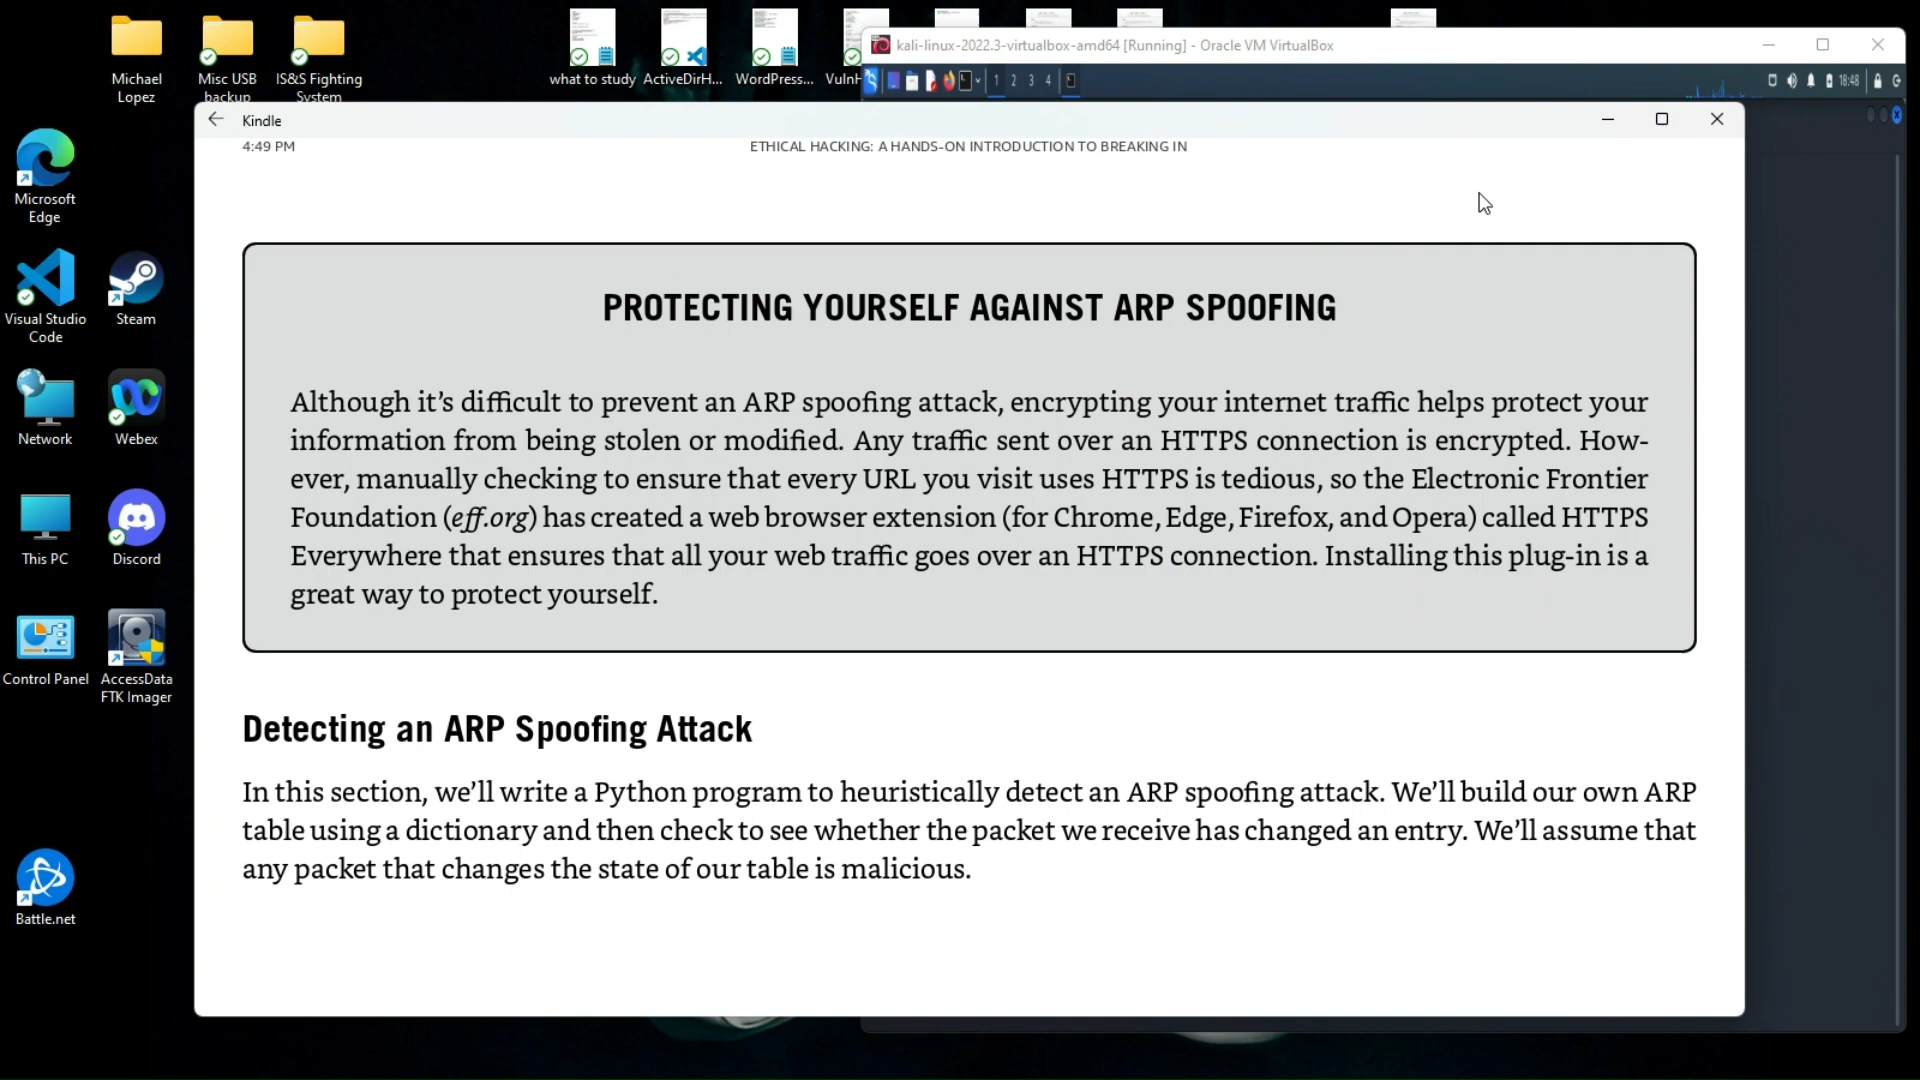 Michael
Lopez
Misc USB
backup
IS&S Fighting
System
what to study
ActiveDirH...
WordPress...
VulnH
kali-linux-2022.3-virtualbox-amd64 [Running] - Oracle VM VirtualBox
1 2 3 4
18:48
Kindle
4:49 PM
ETHICAL HACKING: A HANDS-ON INTRODUCTION TO BREAKING IN
Microsoft
Edge
Visual Studio
Code
Steam
Network
Webex
This PC
Discord
Control Panel
AccessData
FTK Imager
Battle.net
PROTECTING YOURSELF AGAINST ARP SPOOFING
Although it’s difficult to prevent an ARP spoofing attack, encrypting your internet traffic helps protect your
information from being stolen or modified. Any traffic sent over an HTTPS connection is encrypted. How-
ever, manually checking to ensure that every URL you visit uses HTTPS is tedious, so the Electronic Frontier
Foundation (eff.org) has created a web browser extension (for Chrome, Edge, Firefox, and Opera) called HTTPS
Everywhere that ensures that all your web traffic goes over an HTTPS connection. Installing this plug-in is a
great way to protect yourself.
Detecting an ARP Spoofing Attack
In this section, we’ll write a Python program to heuristically detect an ARP spoofing attack. We’ll build our own ARP
table using a dictionary and then check to see whether the packet we receive has changed an entry. We’ll assume that
any packet that changes the state of our table is malicious.